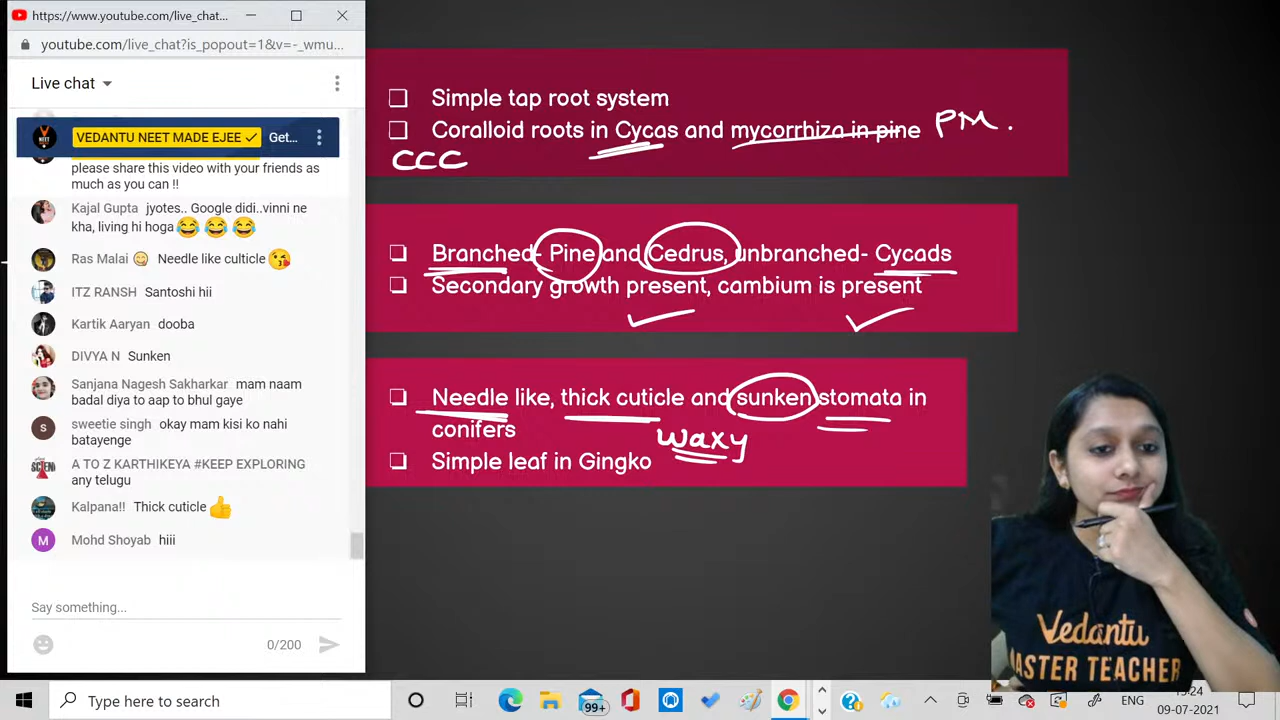 https://www.youtube.com/live_chat...
youtube.com/live_chat?is_popout=1&v=-_wmu...
Live chat
VEDANTU NEET MADE EJEE ✓ Get...
please share this video with your friends as
much as you can !!
Kajal Gupta jyotes.. Google didi..vinni ne
kha, living hi hoga😂😂😂
Ras Malai 😋 Needle like culticle😘
ITZ RANSH Santoshi hii
Kartik Aaryan dooba
DIVYA N Sunken
Sanjana Nagesh Sakharkar mam naam
badal diya to aap to bhul gaye
s
sweetie singh okay mam kisi ko nahi
batayenge
A TO Z KARTHIKEYA #KEEP EXPLORING
any telugu
Kalpana!! Thick cuticle👍
M
Mohd Shoyab hiii
Say something...
0/200
Simple tap root system
Coralloid roots in Cycas and mycorrhiza in pine PM.
CCC
Branched- Pine and Cedrus, unbranched- Cycads
Secondary growth present, cambium is present
Needle like, thick cuticle and sunken stomata in
conifers
waxy
Simple leaf in Gingko
Vedantu
MASTER TEACHER
Type here to search
99+
ENG
15:24
09-07-2021